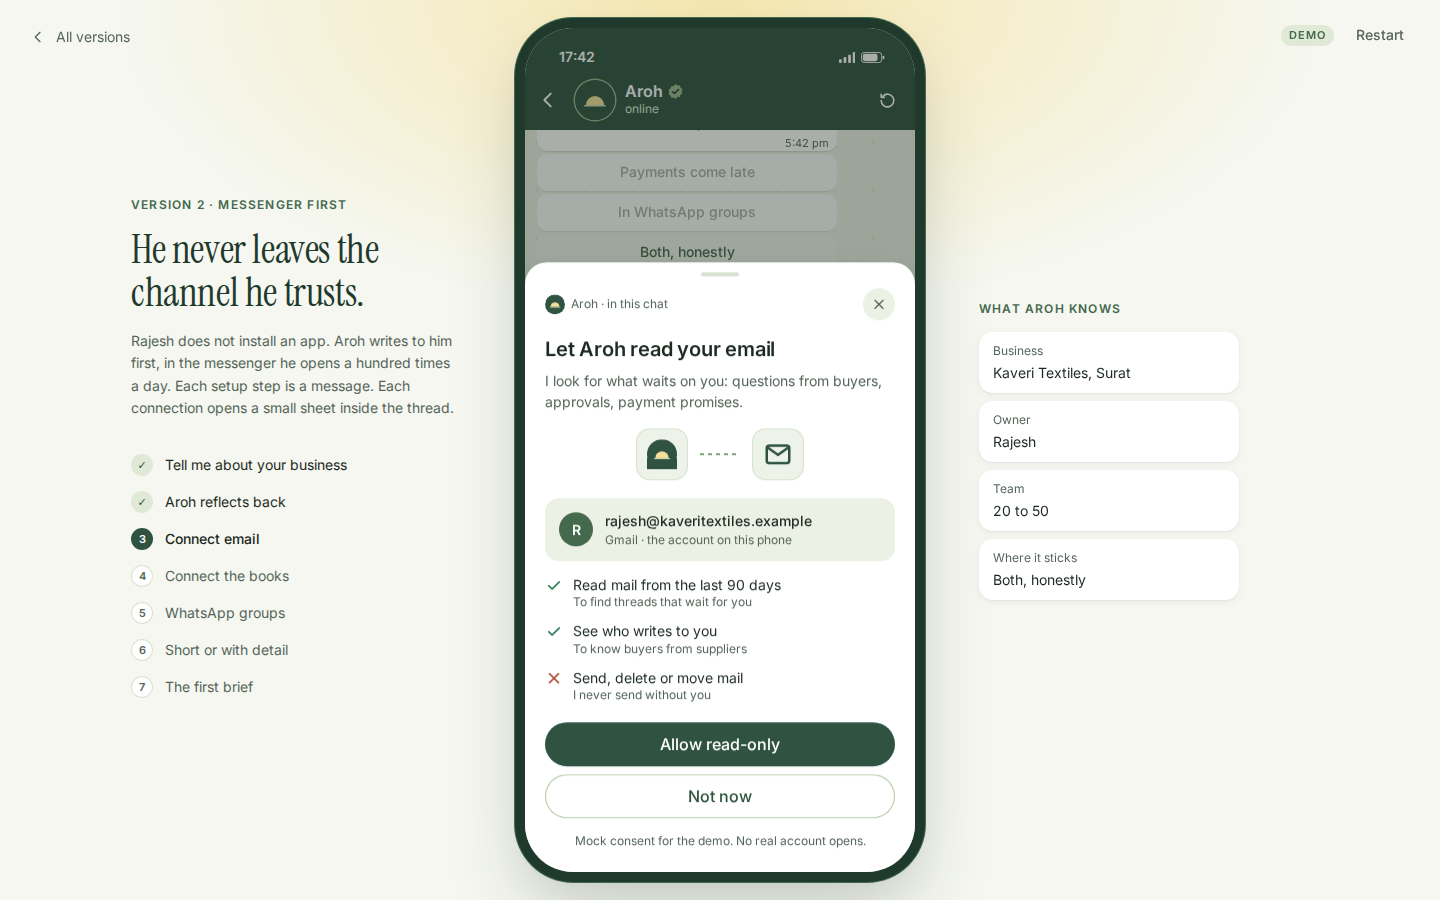 All versions
DEMO
Restart
VERSION 2 · MESSENGER FIRST
He never leaves the
channel he trusts.
Rajesh does not install an app. Aroh writes to him
first, in the messenger he opens a hundred times
a day. Each setup step is a message. Each
connection opens a small sheet inside the thread.
✓ Tell me about your business
✓ Aroh reflects back
3 Connect email
4 Connect the books
5 WhatsApp groups
6 Short or with detail
7 The first brief
17:42
Aroh
online
5:42 pm
Payments come late
In WhatsApp groups
Both, honestly
Aroh · in this chat
Let Aroh read your email
I look for what waits on you: questions from buyers,
approvals, payment promises.
R
rajesh@kaveritextiles.example
Gmail · the account on this phone
Read mail from the last 90 days
To find threads that wait for you
See who writes to you
To know buyers from suppliers
Send, delete or move mail
I never send without you
Allow read-only
Not now
Mock consent for the demo. No real account opens.
WHAT AROH KNOWS
Business
Kaveri Textiles, Surat
Owner
Rajesh
Team
20 to 50
Where it sticks
Both, honestly